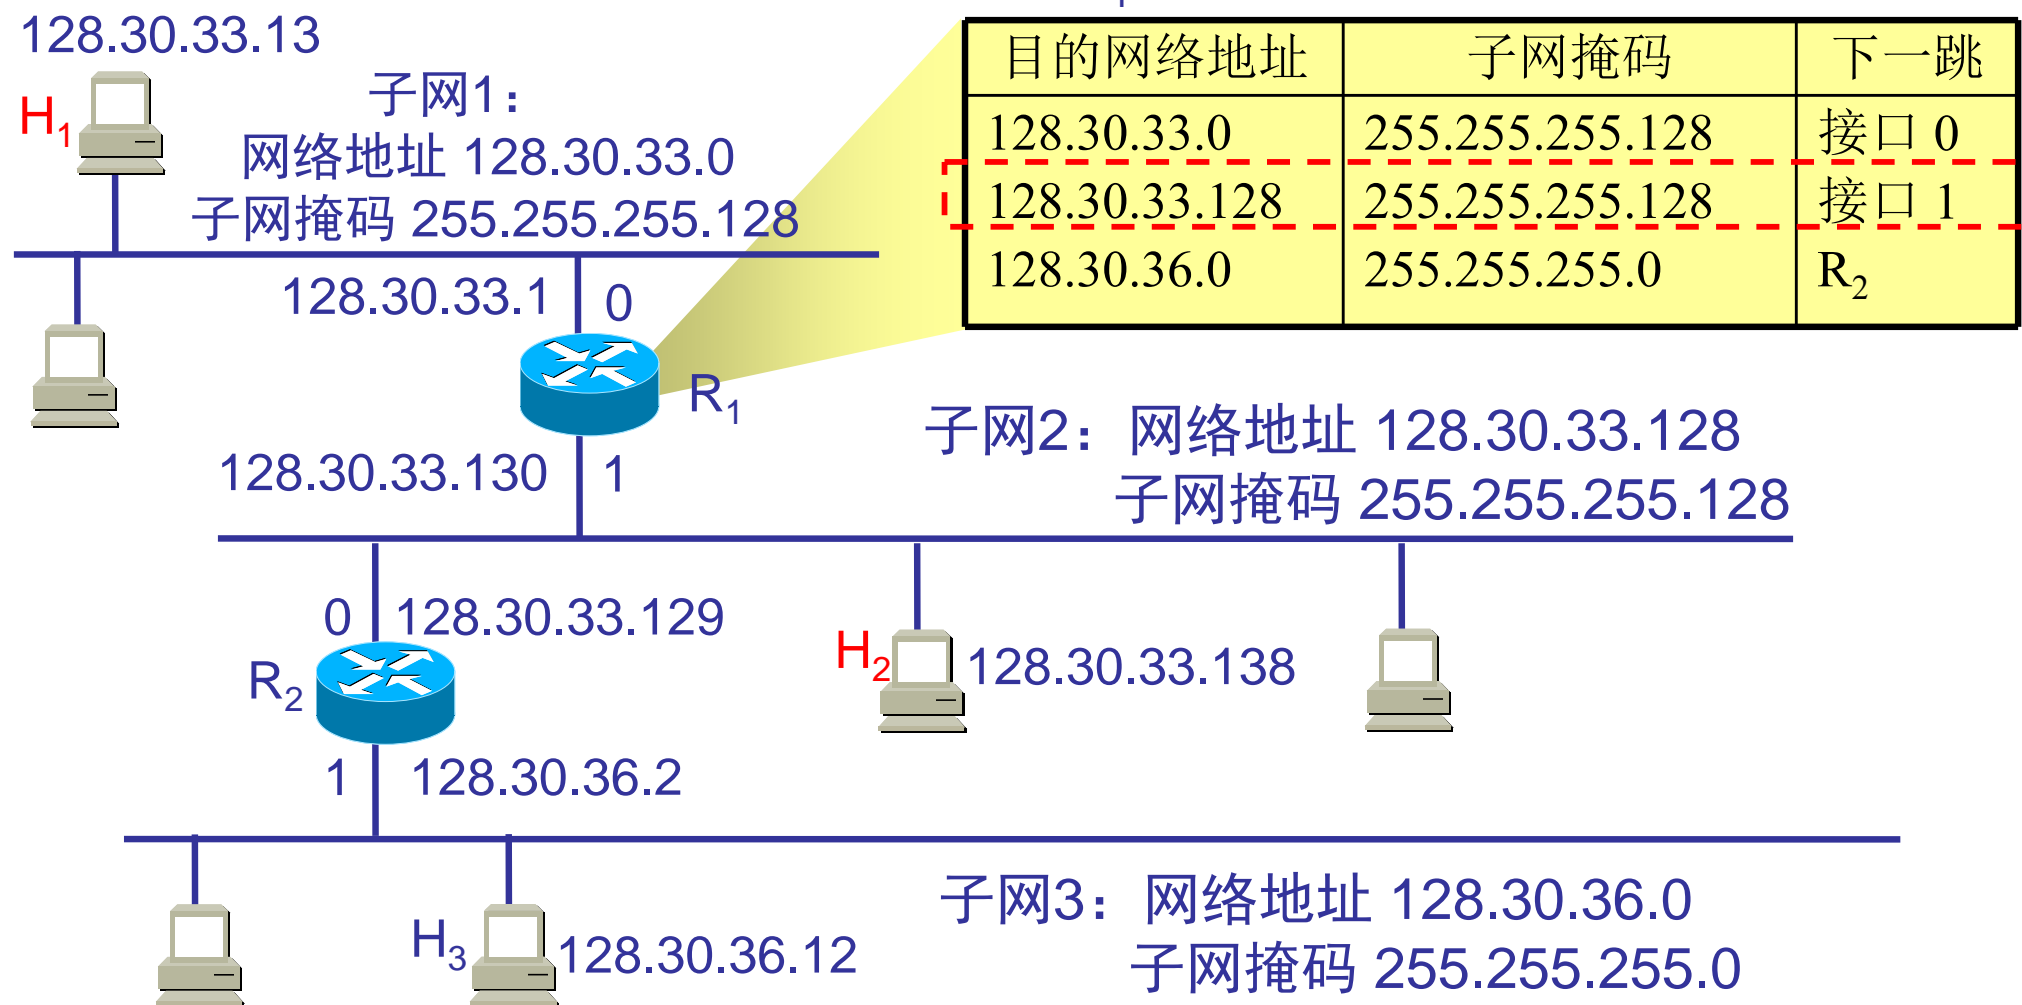 128.30.33.13
H1
子网1：
网络地址 128.30.33.0
子网掩码 255.255.255.128
目的网络地址 子网掩码 下一跳
128.30.33.0 255.255.255.128 接口 0
128.30.33.128 255.255.255.128 接口 1
128.30.36.0 255.255.255.0 R2
128.30.33.1 0
R1
128.30.33.130 1
子网2：网络地址 128.30.33.128
子网掩码 255.255.255.128
0 128.30.33.129
R2
H2 128.30.33.138
1 128.30.36.2
子网3：网络地址 128.30.36.0
子网掩码 255.255.255.0
H3 128.30.36.12